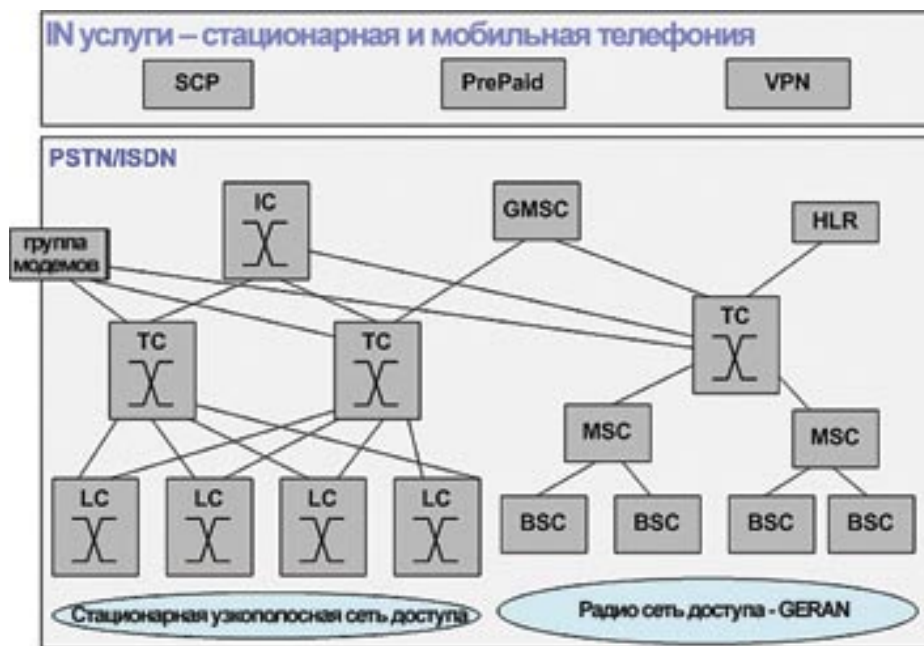 IN услуги – стационарная и мобильная телефония
SCP
PrePaid
VPN
PSTN/ISDN
IC
GMSC
HLR
группа
модемов
TC
TC
TC
MSC
MSC
LC
LC
LC
LC
BSC
BSC
BSC
BSC
Стационарная узкополосная сеть доступа
Радио сеть доступа - GERAN